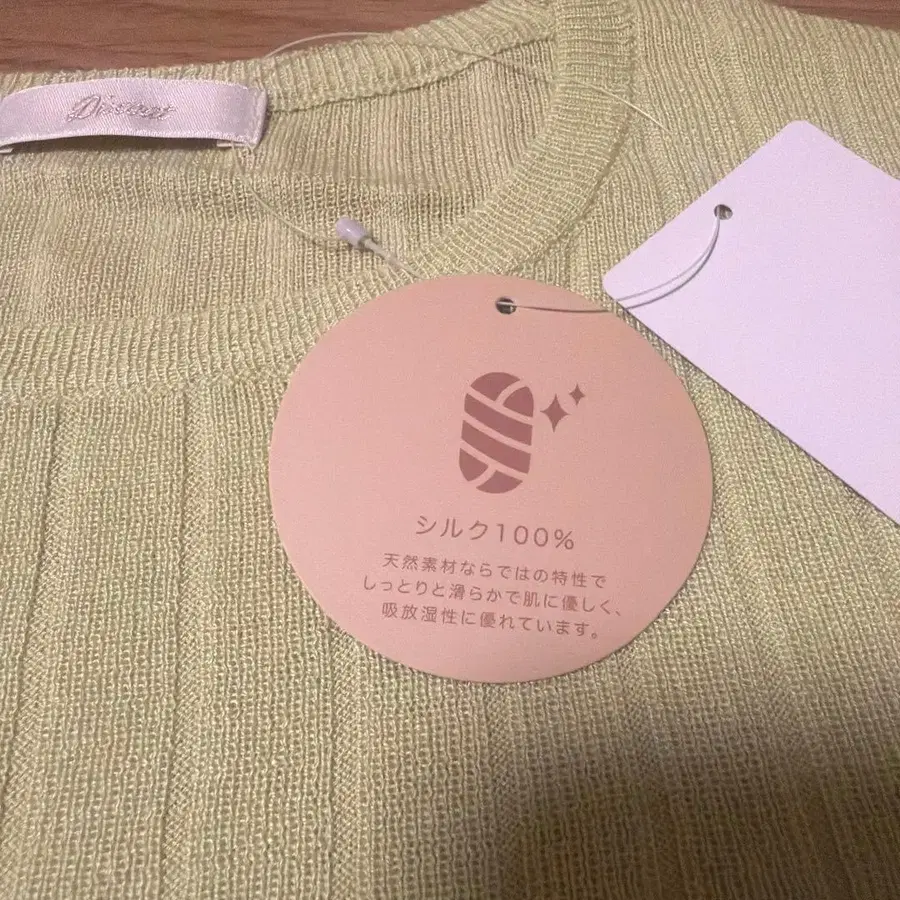 シルク100%
天然素材ならではの特性で
しっとりと滑らかで肌に優しく、
吸放湿性に優れています。